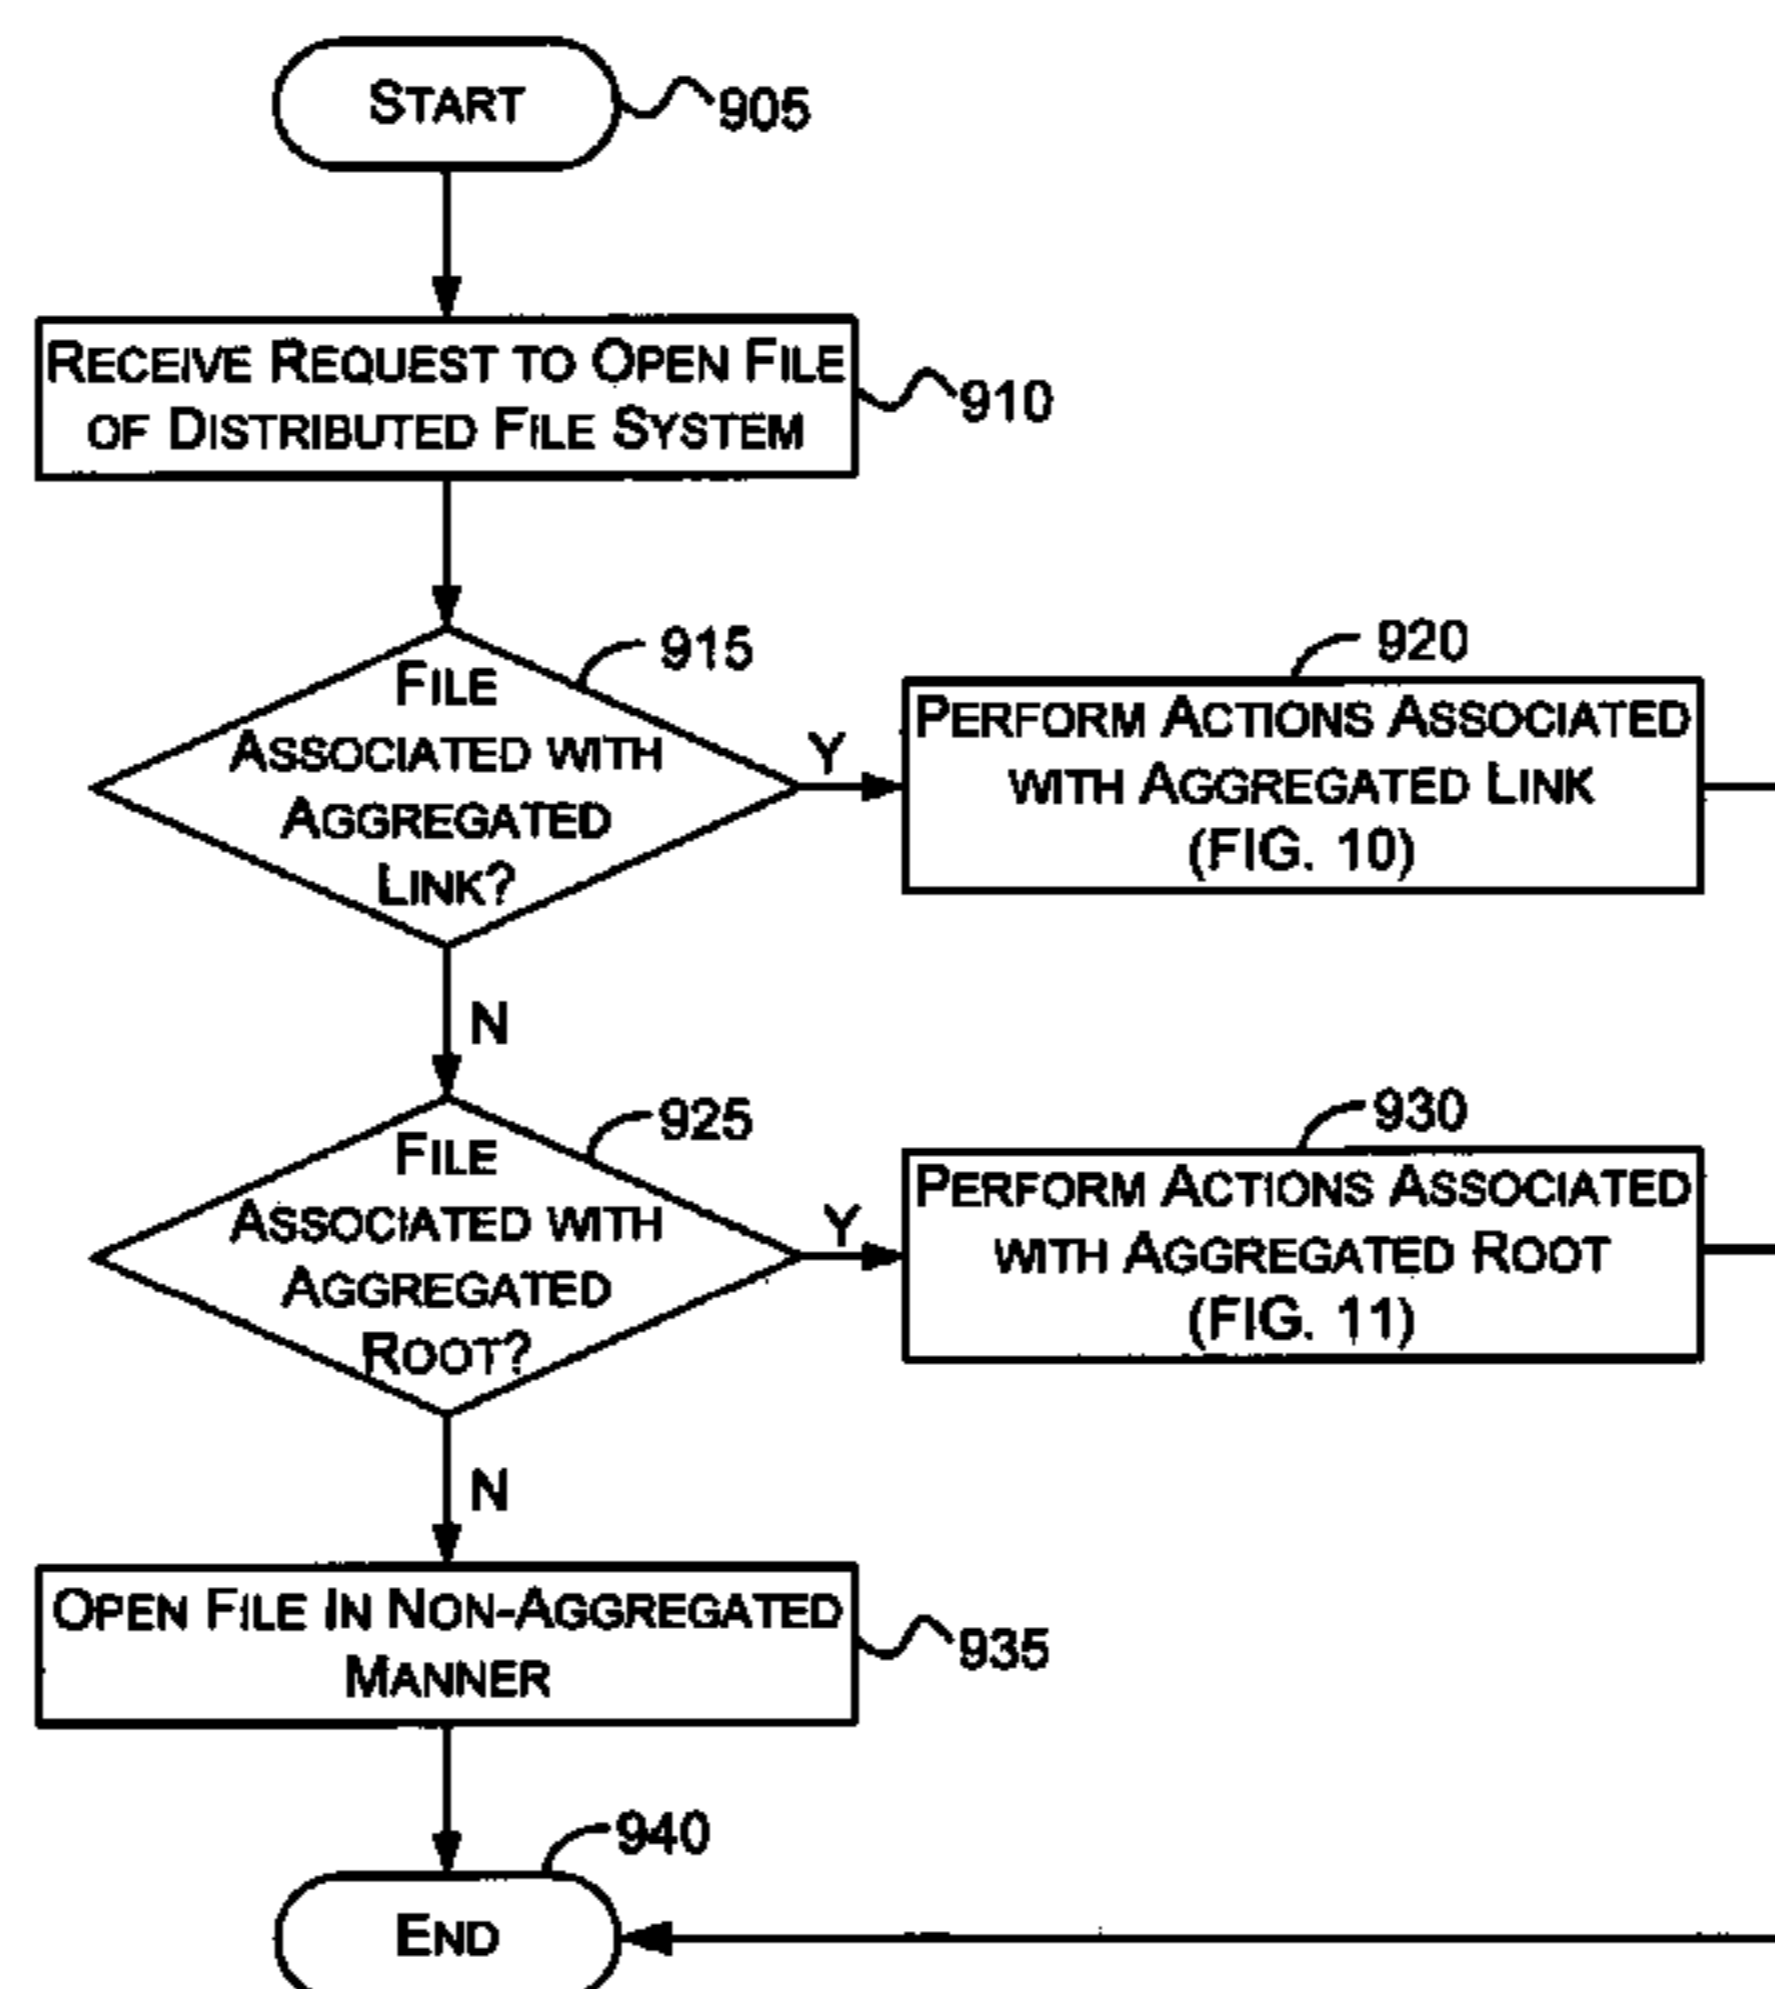 START
905
RECEIVE REQUEST TO OPEN FILE
OF DISTRIBUTED FILE SYSTEM
910
FILE
ASSOCIATED WITH
AGGREGATED
LINK?
915
Y
920
PERFORM ACTIONS ASSOCIATED
WITH AGGREGATED LINK
(FIG. 10)
N
FILE
ASSOCIATED WITH
AGGREGATED
ROOT?
925
Y
930
PERFORM ACTIONS ASSOCIATED
WITH AGGREGATED ROOT
(FIG. 11)
N
OPEN FILE IN NON-AGGREGATED
MANNER
935
940
END